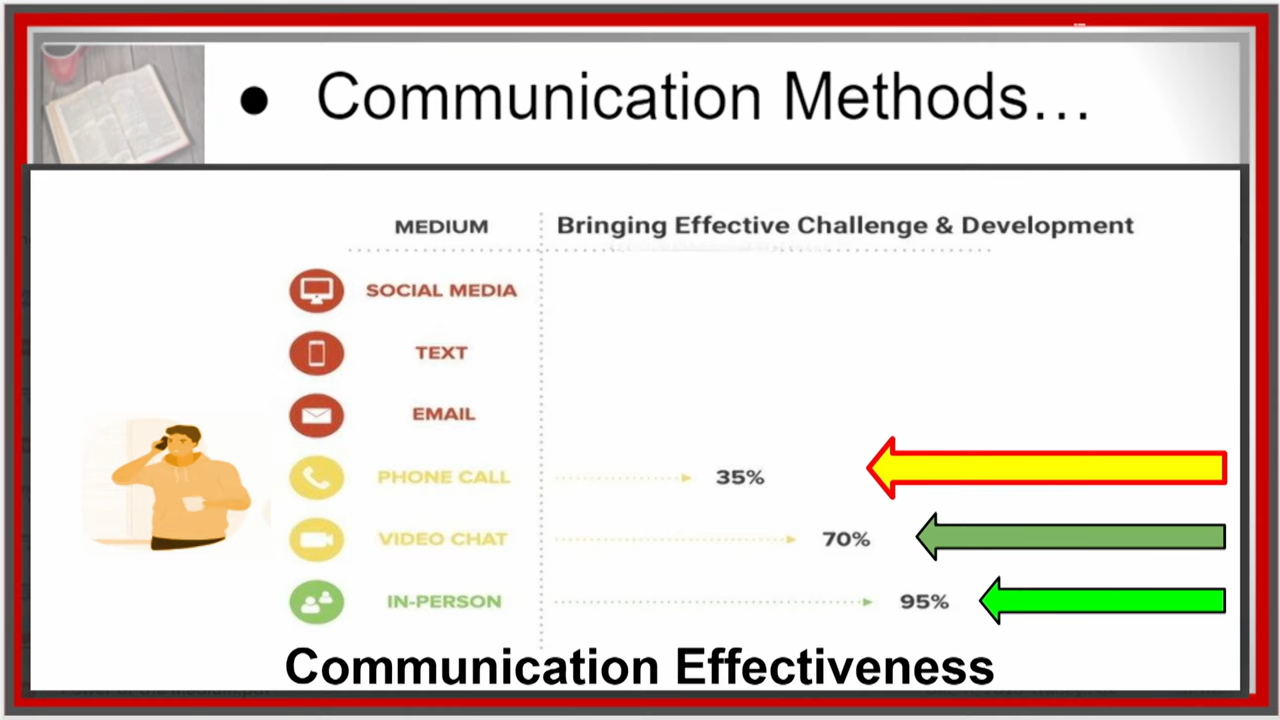 ● Communication Methods…
MEDIUM Bringing Effective Challenge & Development
SOCIAL MEDIA
TEXT
EMAIL
PHONE CALL 35%
VIDEO CHAT 70%
IN-PERSON 95%
Communication Effectiveness